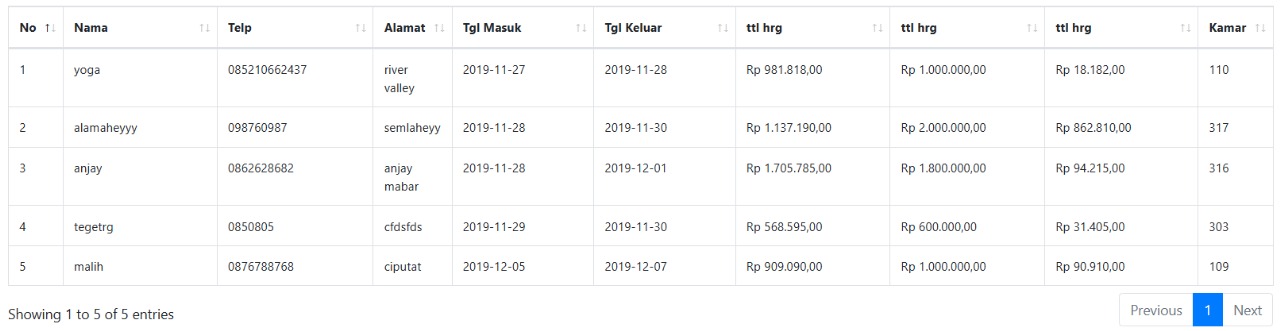 No Nama Telp Alamat Tgl Masuk Tgl Keluar ttl hrg ttl hrg ttl hrg Kamar
1 yoga 085210662437 river valley 2019-11-27 2019-11-28 Rp 981.818,00 Rp 1.000.000,00 Rp 18.182,00 110
2 alamaheyyy 098760987 semlaheyy 2019-11-28 2019-11-30 Rp 1.137.190,00 Rp 2.000.000,00 Rp 862.810,00 317
3 anjay 0862628682 anjay mabar 2019-11-28 2019-12-01 Rp 1.705.785,00 Rp 1.800.000,00 Rp 94.215,00 316
4 tegetrg 0850805 cfdsfds 2019-11-29 2019-11-30 Rp 568.595,00 Rp 600.000,00 Rp 31.405,00 303
5 malih 0876788768 ciputat 2019-12-05 2019-12-07 Rp 909.090,00 Rp 1.000.000,00 Rp 90.910,00 109
Showing 1 to 5 of 5 entries Previous 1 Next